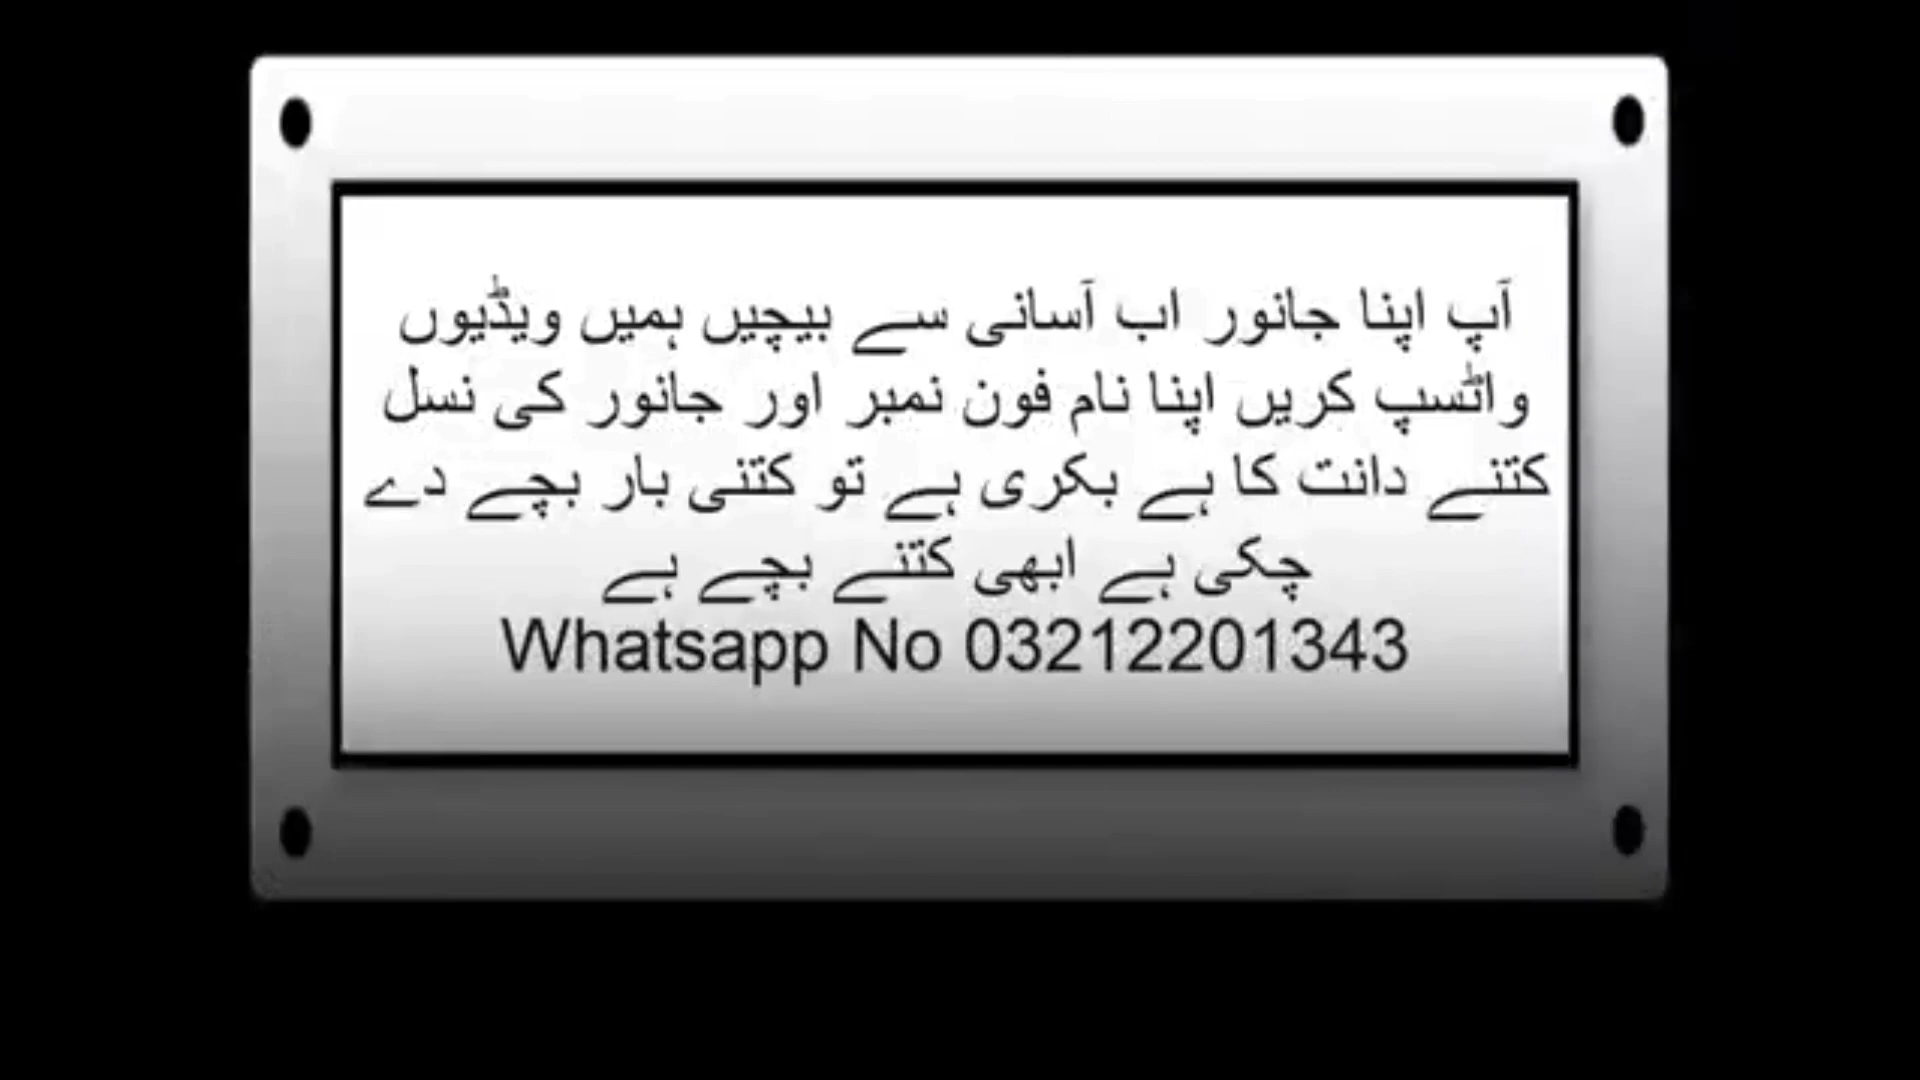 آپ اپنا جانور اب آسانی سے بیچیں ہمیں ویڈیوں
واٹسپ کریں اپنا نام فون نمبر اور جانور کی نسل
کتنے دانت کا ہے بکری ہے تو کتنی بار بچے دے
چکی ہے ابھی کتنے بچے ہے
Whatsapp No 03212201343